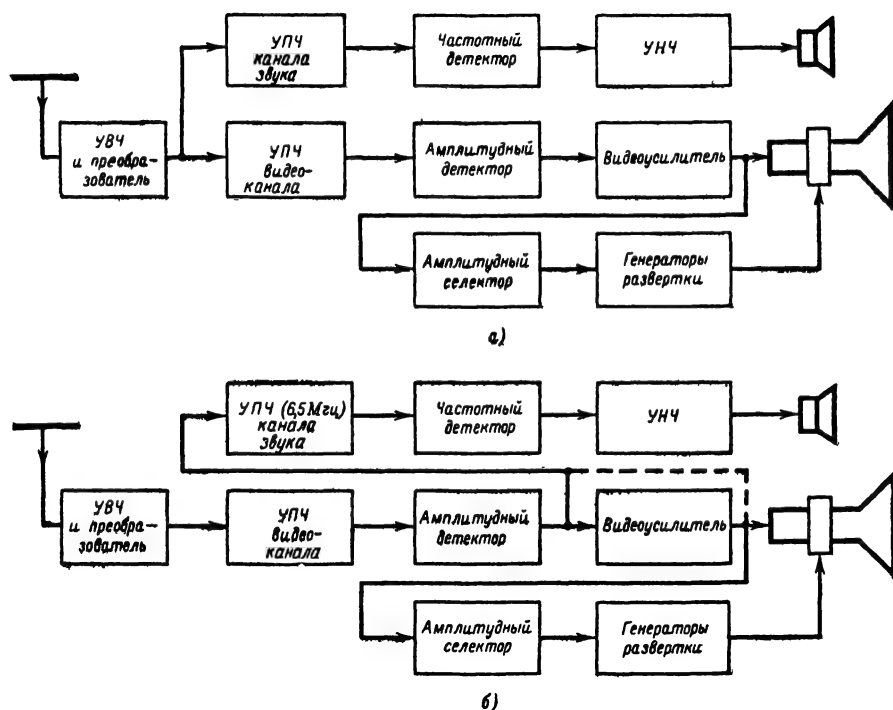 УПЧ
канала
звука
Частотный
детектор
УНЧ
УВЧ
и преобра-
зователь
УПЧ
видео-
канала
Амплитудный
детектор
Видеоусилитель
Амплитудный
селектор
Генераторы
развертки
а)
УПЧ (6,5Мгц)
канала
звука
Частотный
детектор
УНЧ
УВЧ
и преобра-
зователь
УПЧ
видео-
канала
Амплитудный
детектор
Видеоусилитель
Амплитудный
селектор
Генераторы
развертки
б)